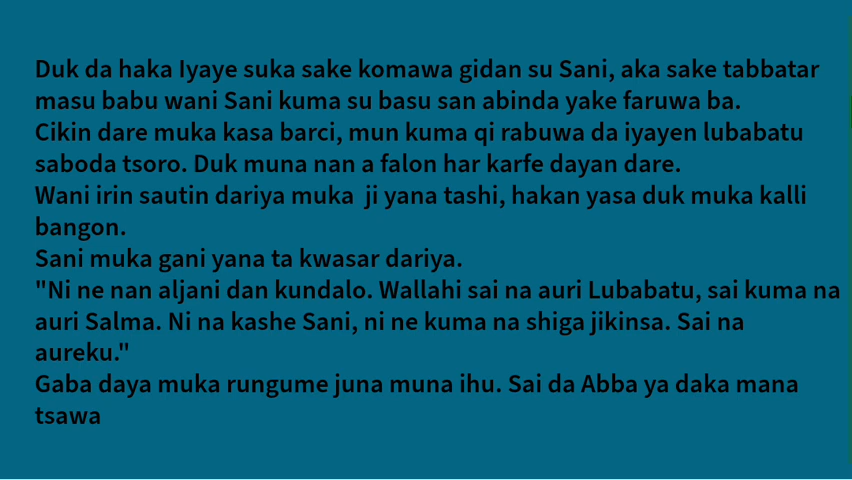 Duk da haka Iyaye suka sake komawa gidan su Sani, aka sake tabbatar
masu babu wani Sani kuma su basu san abinda yake faruwa ba.
Cikin dare muka kasa barci, mun kuma qi rabuwa da iyayen lubabatu
saboda tsoro. Duk muna nan a falon har karfe dayan dare.
Wani irin sautin dariya muka  ji yana tashi, hakan yasa duk muka kalli
bangon.
Sani muka gani yana ta kwasar dariya.
"Ni ne nan aljani dan kundalo. Wallahi sai na auri Lubabatu, sai kuma na
auri Salma. Ni na kashe Sani, ni ne kuma na shiga jikinsa. Sai na
aureku."
Gaba daya muka rungume juna muna ihu. Sai da Abba ya daka mana
tsawa